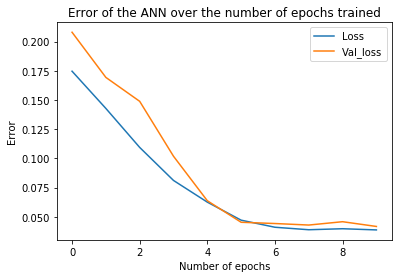 Error of the ANN over the number of epochs trained
Loss
Val_loss
Error
0.200
0.175
0.150
0.125
0.100
0.075
0.050
0 2 4 6 8
Number of epochs